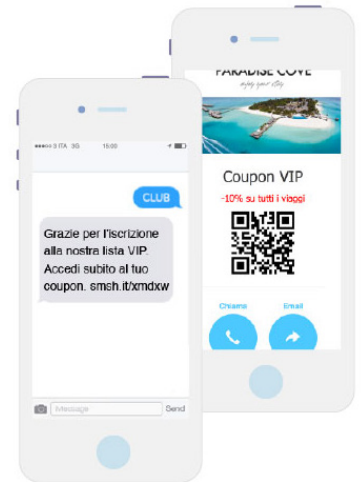 ●●●●○ 3 ITA 3G 15:00
CLUB
Grazie per l'iscrizione
alla nostra lista VIP.
Accedi subito al tuo
coupon. smsh.it/xmdxw
Message Send
PARADISE COVE
enjoy your stay
Coupon VIP
-10% su tutti i viaggi
Chiama Email